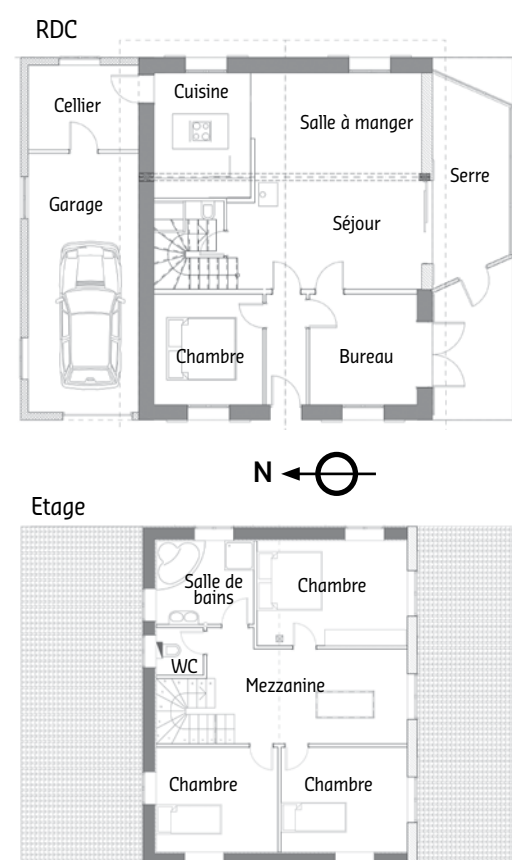 RDC
Cuisine
Cellier
Salle à manger
Serre
Garage
Séjour
Chambre
Bureau
N
Etage
Salle de
bains
Chambre
WC
Mezzanine
Chambre
Chambre